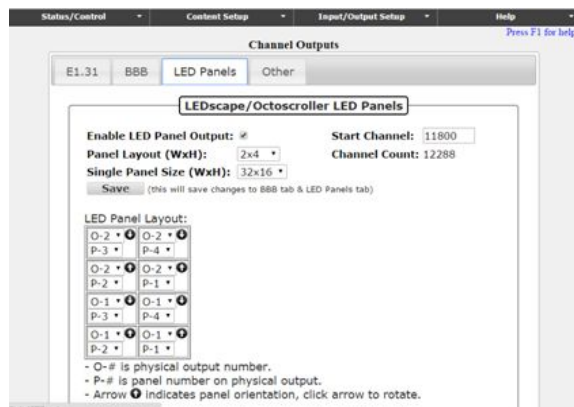 Status/Control Content Setup Input/Output Setup Help
Press F1 for help
Channel Outputs
E1.31 BBB LED Panels Other
LEDscape/Octoscroller LED Panels
Enable LED Panel Output: Start Channel: 11800
Panel Layout (WxH): 2x4 Channel Count: 12288
Single Panel Size (WxH): 32x16
Save (this will save changes to BBB tab & LED Panels tab)
LED Panel Layout:
O-2 O-2
P-3 P-4
O-2 O-2
P-2 P-1
O-1 O-1
P-3 P-4
O-1 O-1
P-2 P-1
- O-# is physical output number.
- P-# is panel number on physical output.
- Arrow indicates panel orientation, click arrow to rotate.